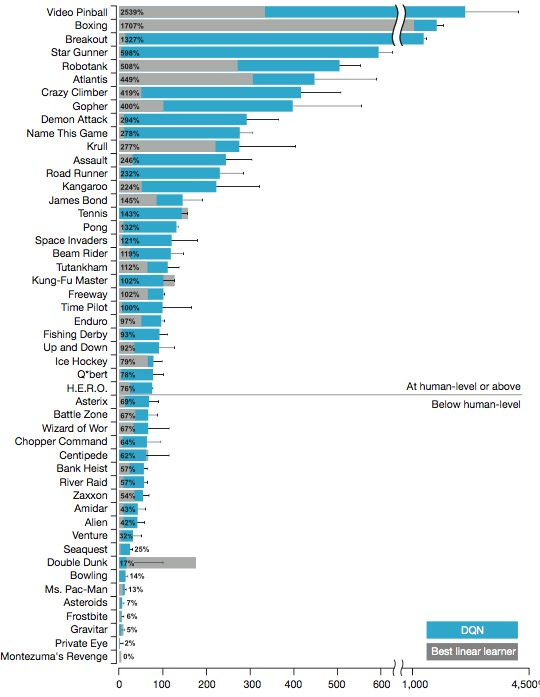 Video Pinball 2539%
Boxing 1707%
Breakout 1327%
Star Gunner 598%
Robotank 508%
Atlantis 449%
Crazy Climber 419%
Gopher 400%
Demon Attack 294%
Name This Game 278%
Krull 277%
Assault 246%
Road Runner 232%
Kangaroo 224%
James Bond 145%
Tennis 143%
Pong 132%
Space Invaders 121%
Beam Rider 119%
Tutankham 112%
Kung-Fu Master 102%
Freeway 102%
Time Pilot 100%
Enduro 97%
Fishing Derby 93%
Up and Down 92%
Ice Hockey 79%
Q*bert 78%
H.E.R.O. 76%
At human-level or above
Below human-level
Asterix 69%
Battle Zone 67%
Wizard of Wor 67%
Chopper Command 64%
Centipede 62%
Bank Heist 57%
River Raid 57%
Zaxxon 54%
Amidar 43%
Alien 42%
Venture 32%
Seaquest 25%
Double Dunk 17%
Bowling 14%
Ms. Pac-Man 13%
Asteroids 7%
Frostbite 6%
Gravitar 5%
Private Eye 2%
Montezuma's Revenge 0%
DQN
Best linear learner
0 100 200 300 400 500 600 1,000 4,500%